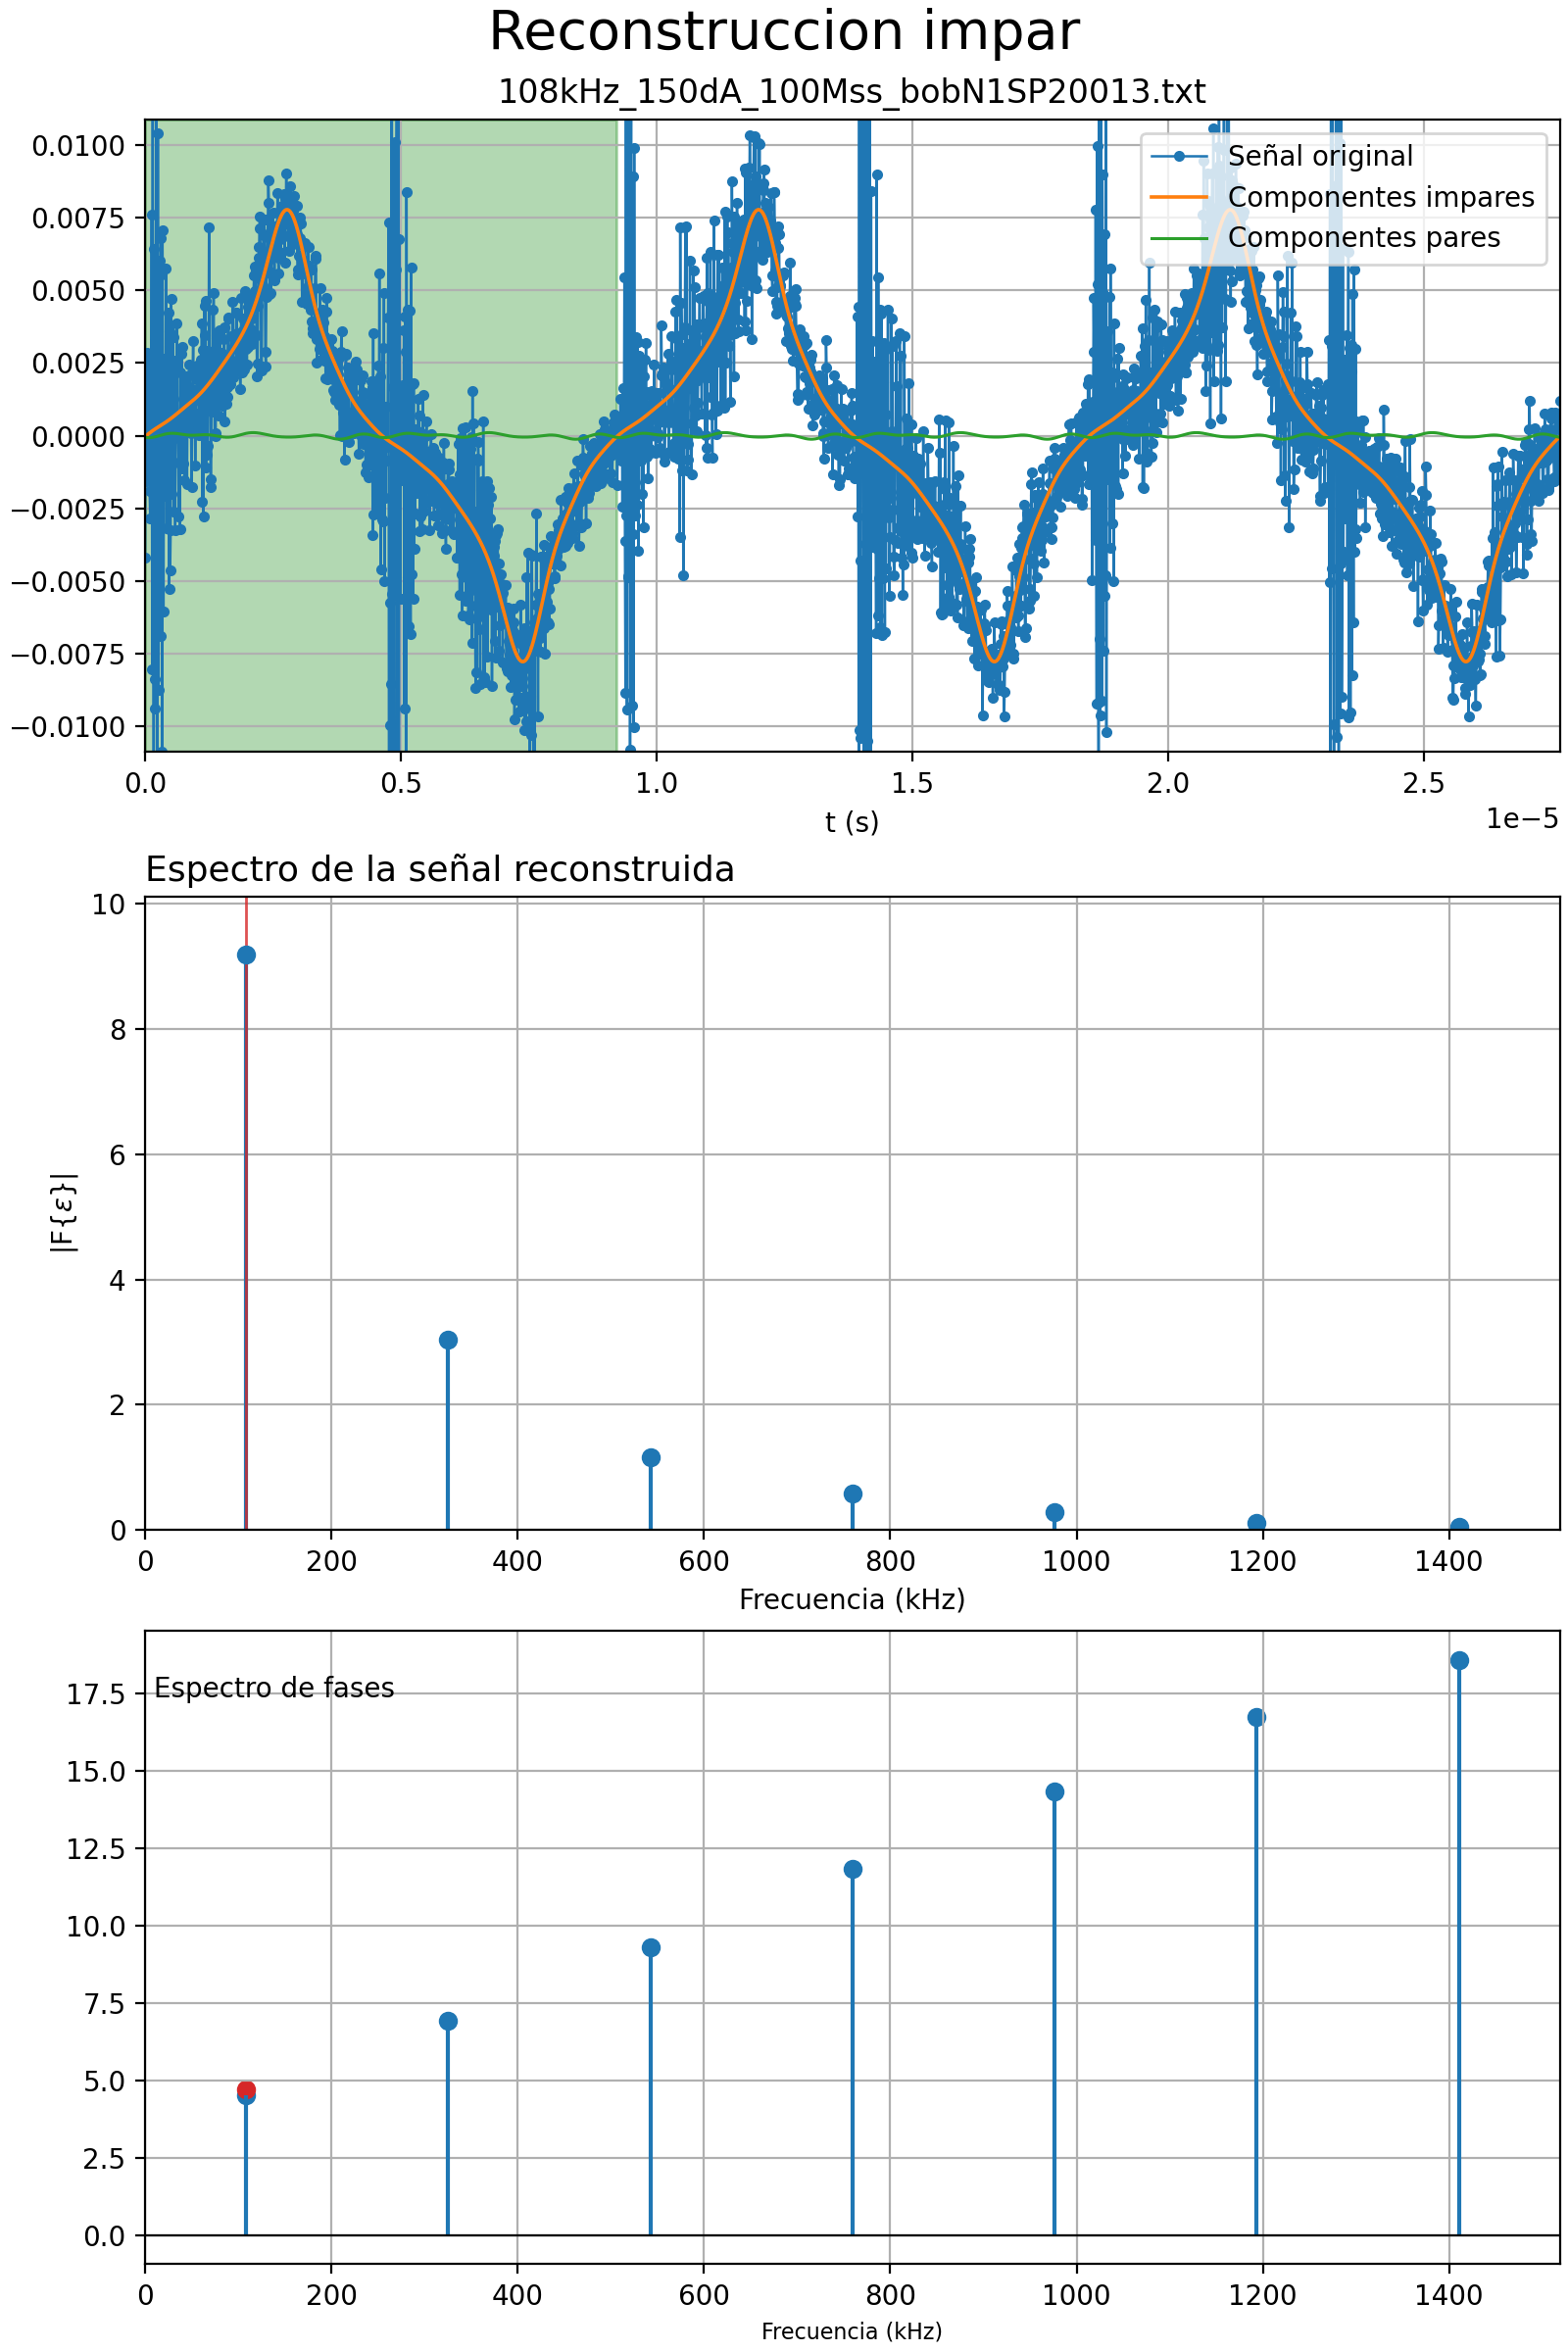 Reconstruccion impar
108kHz_150dA_100Mss_bobN1SP20013.txt
0.0100
0.0075
0.0050
0.0025
0.0000
−0.0025
−0.0050
−0.0075
−0.0100
Señal original
Componentes impares
Componentes pares
0.0 0.5 1.0 1.5 2.0 2.5
1e−5
t (s)
Espectro de la señal reconstruida
10
8
6
4
2
0
|F{ε}|
0 200 400 600 800 1000 1200 1400
Frecuencia (kHz)
Espectro de fases
17.5
15.0
12.5
10.0
7.5
5.0
2.5
0.0
0 200 400 600 800 1000 1200 1400
Frecuencia (kHz)